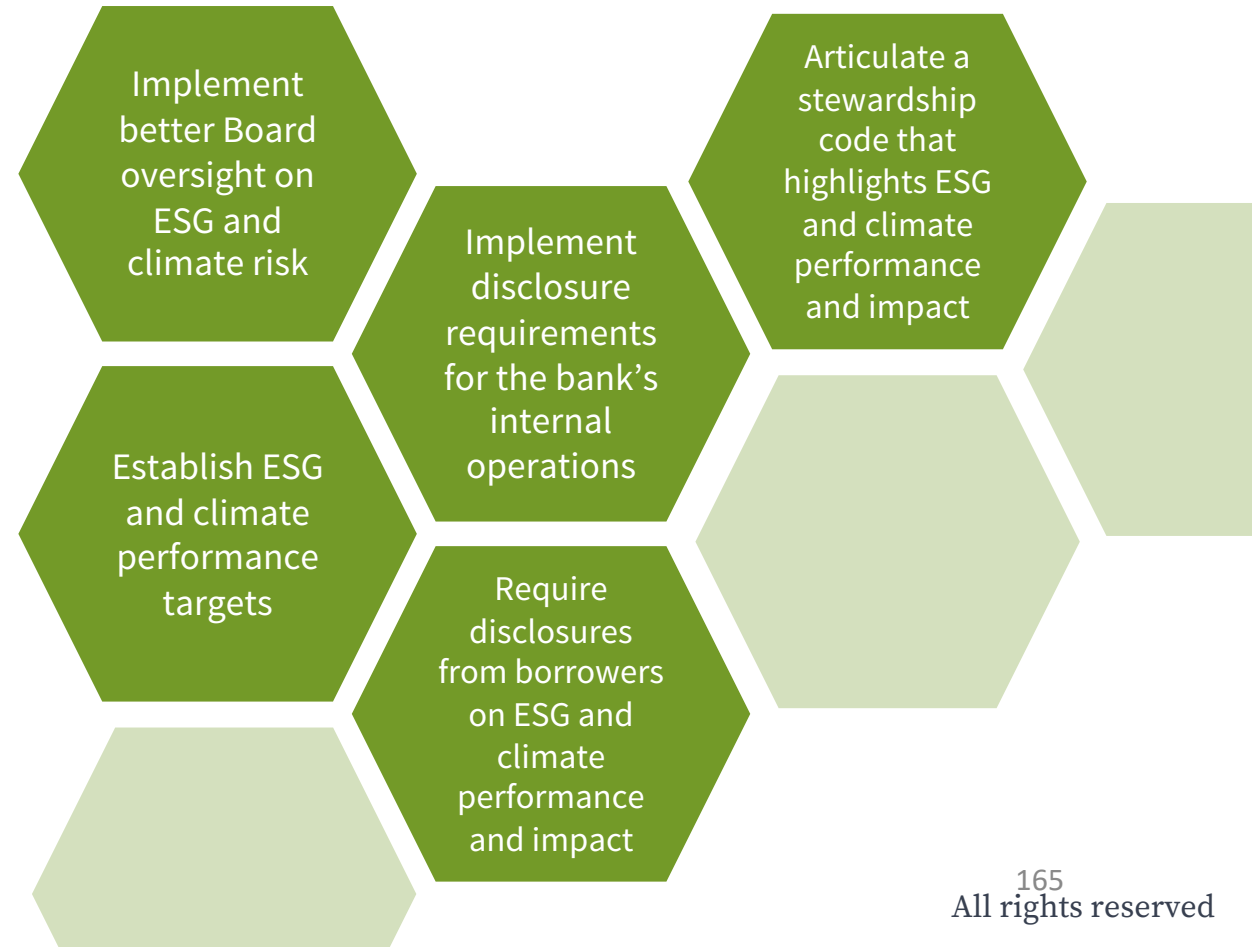 Implement
better Board
oversight on
ESG and
climate risk
Establish ESG
and climate
performance
targets
Implement
disclosure
requirements
for the bank’s
internal
operations
Require
disclosures
from borrowers
on ESG and
climate
performance
and impact
Articulate a
stewardship
code that
highlights ESG
and climate
performance
and impact
165
All rights reserved